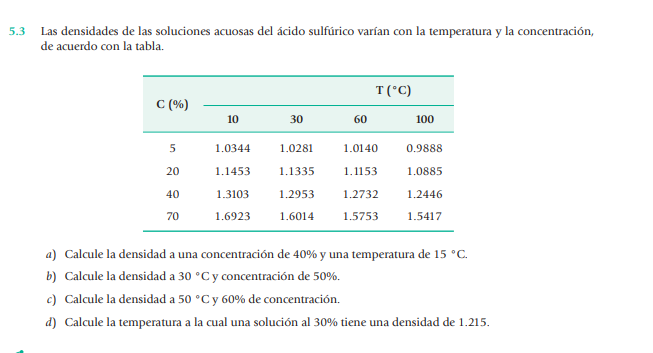 5.3 Las densidades de las soluciones acuosas del ácido sulfúrico varían con la temperatura y la concentración,
de acuerdo con la tabla.
T (°C)
C (%)
10 30 60 100
5 1.0344 1.0281 1.0140 0.9888
20 1.1453 1.1335 1.1153 1.0885
40 1.3103 1.2953 1.2732 1.2446
70 1.6923 1.6014 1.5753 1.5417
a) Calcule la densidad a una concentración de 40% y una temperatura de 15 °C.
b) Calcule la densidad a 30 °C y concentración de 50%.
c) Calcule la densidad a 50 °C y 60% de concentración.
d) Calcule la temperatura a la cual una solución al 30% tiene una densidad de 1.215.